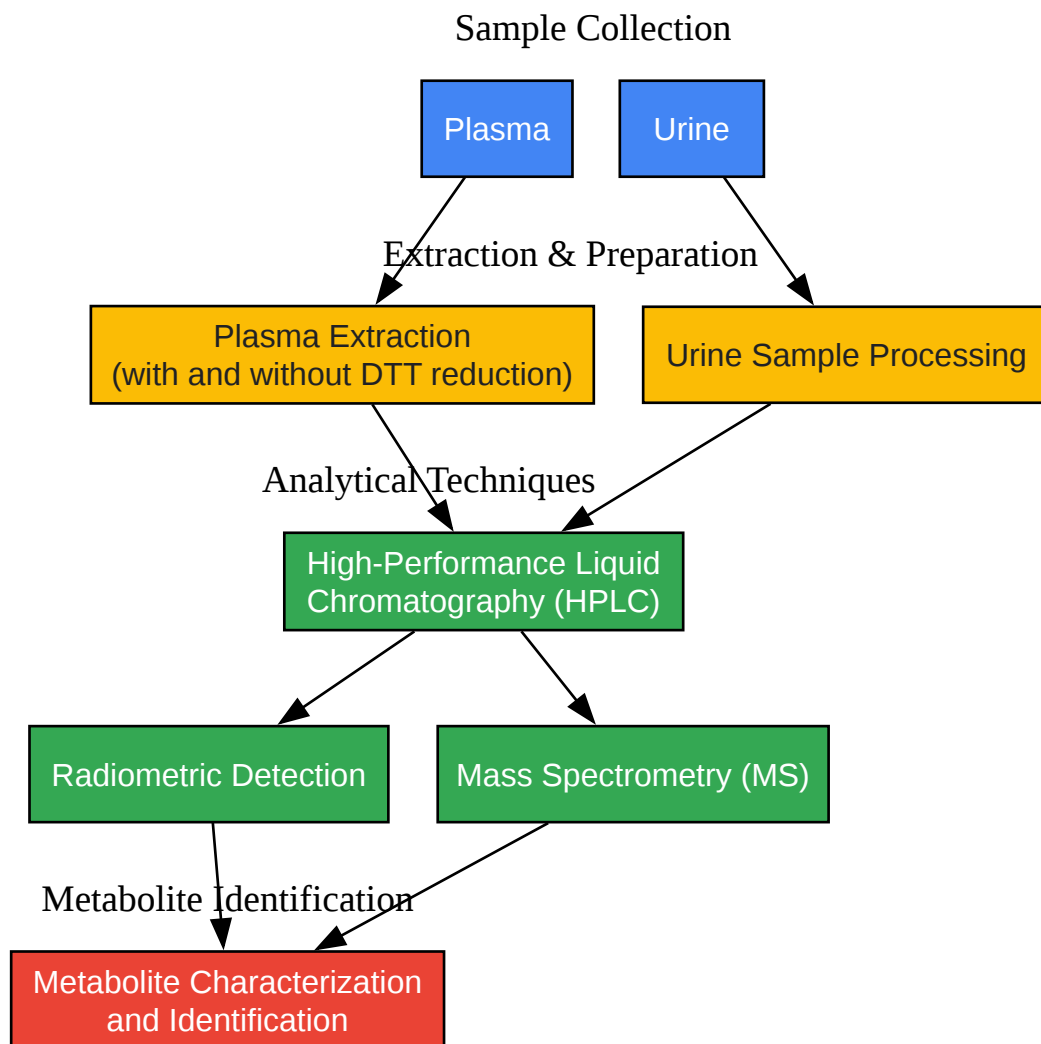 Sample Collection
Plasma
Urine
Extraction & Preparation
Plasma Extraction
(with and without DTT reduction)
Urine Sample Processing
Analytical Techniques
High-Performance Liquid
Chromatography (HPLC)
Radiometric Detection
Mass Spectrometry (MS)
Metabolite Identification
Metabolite Characterization
and Identification